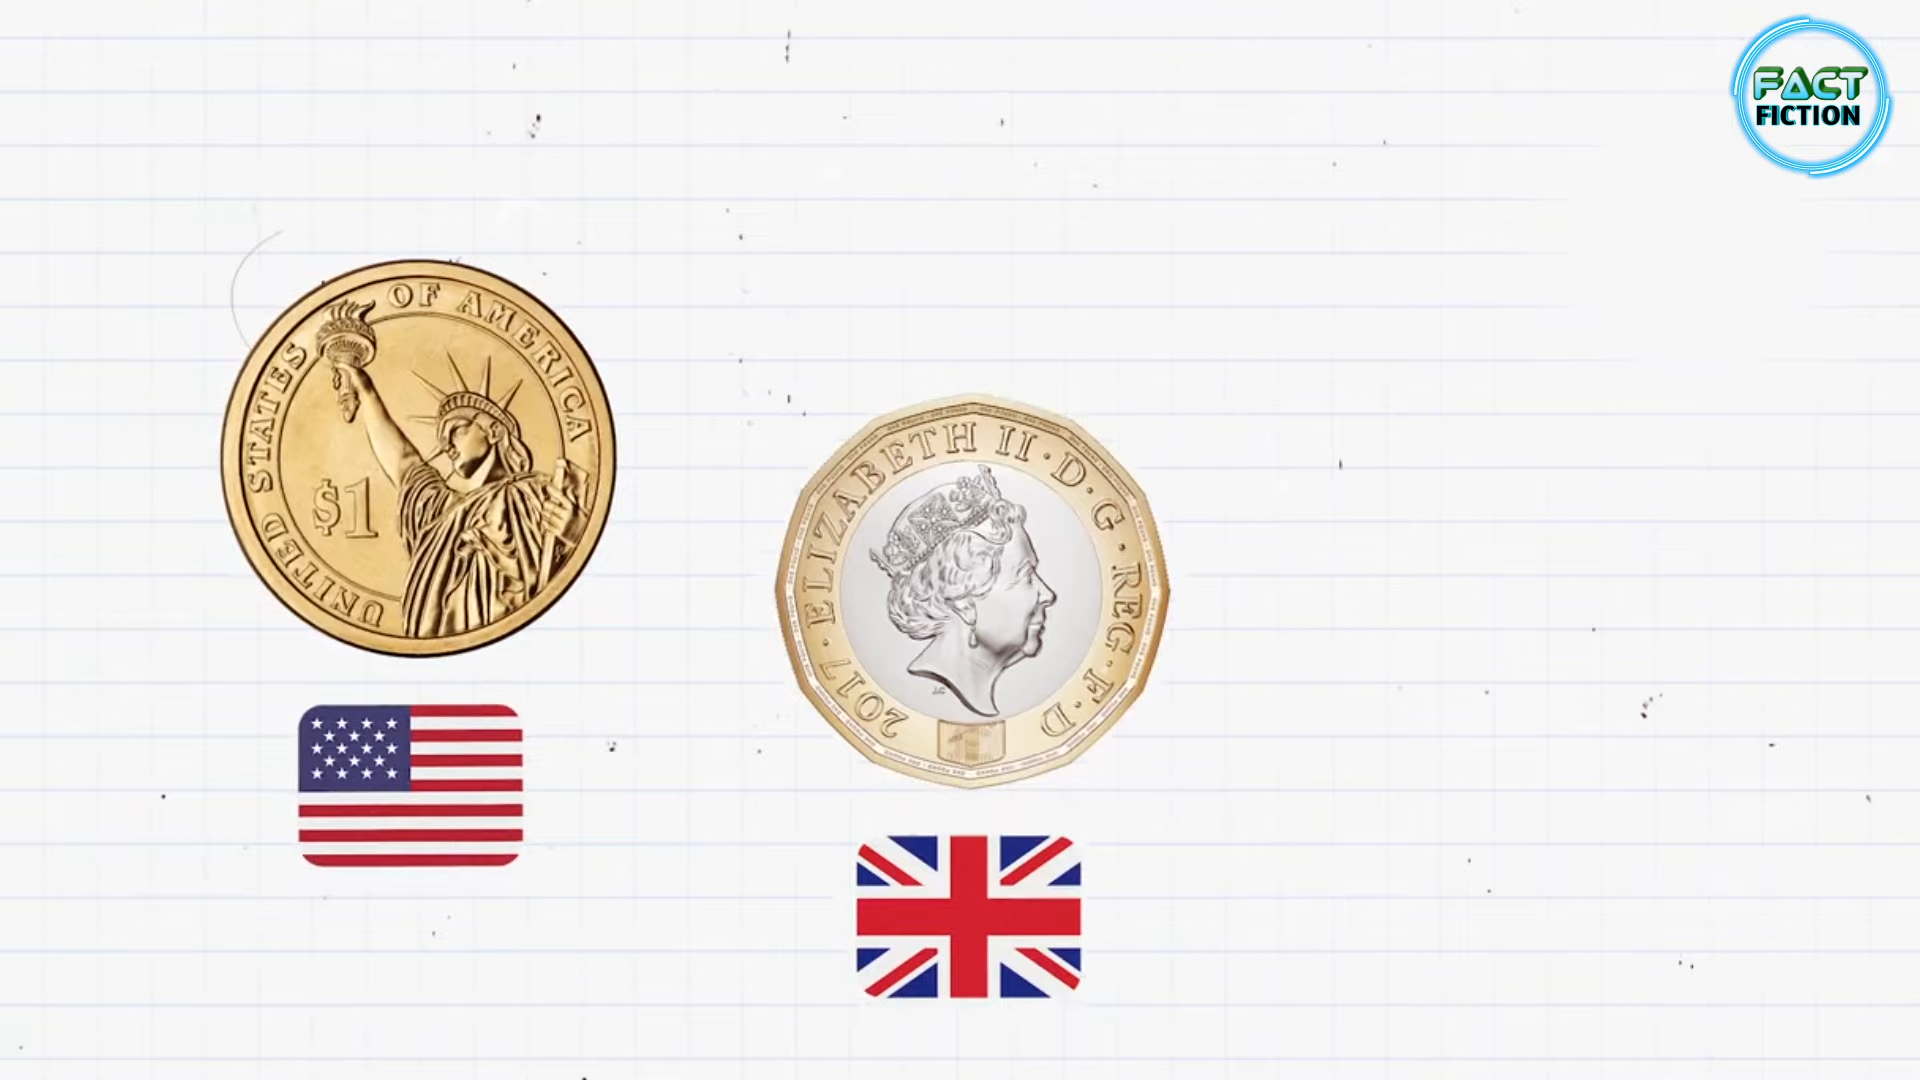 FACT
FICTION
UNITED STATES OF AMERICA
$1
2017 · ELIZABETH II · D · G · REG · F · D
J.C